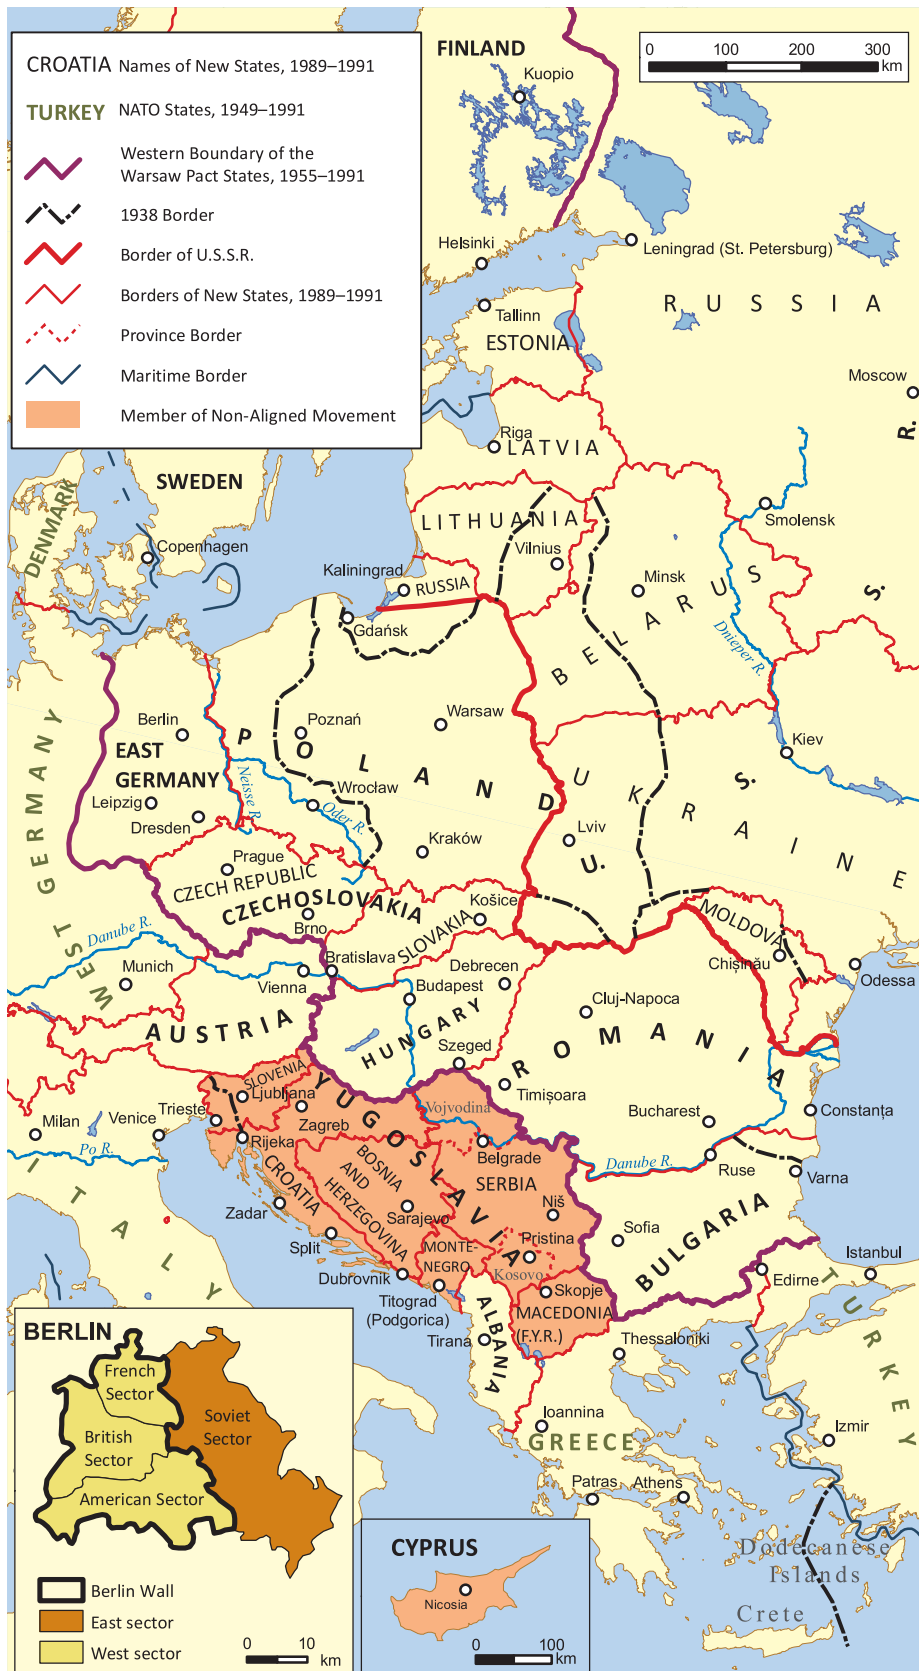 CROATIA Names of New States, 1989–1991
TURKEY NATO States, 1949–1991
Western Boundary of the
Warsaw Pact States, 1955–1991
1938 Border
Border of U.S.S.R.
Borders of New States, 1989–1991
Province Border
Maritime Border
Member of Non-Aligned Movement
0 100 200 300
km
FINLAND
Kuopio
Helsinki
Leningrad (St. Petersburg)
RUSSIA
Tallinn
ESTONIA
Moscow
R.
Riga
LATVIA
SWEDEN
DENMARK
Copenhagen
LITHUANIA
Smolensk
Vilnius
Kaliningrad
RUSSIA
Minsk
S.
BELARUS
Gdańsk
Dnieper R.
WEST GERMANY
Berlin
Poznań
Warsaw
POLAND
Kiev
EAST
GERMANY
Neisse R.
S.
UKRAINE
Leipzig
Wrocław
Oder R.
Dresden
Lviv
Kraków
U.
Prague
CZECH REPUBLIC
CZECHOSLOVAKIA
Košice
Brno
SLOVAKIA
MOLDOVA
Danube R.
Chișinău
Munich
Vienna
Bratislava
Debrecen
Odessa
Budapest
Cluj-Napoca
AUSTRIA
HUNGARY
ROMANIA
Szeged
SLOVENIA
Ljubljana
Timișoara
YUGOSLAVIA
Vojvodina
Milan
Venice
Trieste
Zagreb
Bucharest
Constanța
Po R.
Rijeka
Belgrade
Danube R.
Ruse
Varna
ITALY
CROATIA
BOSNIA
AND
HERZEGOVINA
SERBIA
Zadar
Sarajevo
Niš
Sofia
BULGARIA
Split
Pristina
MONTE-
NEGRO
Kosovo
Istanbul
Dubrovnik
Edirne
Titograd
(Podgorica)
Skopje
MACEDONIA
(F.Y.R.)
TURKEY
ALBANIA
Tirana
Thessaloniki
Ioannina
GREECE
Izmir
Patras
Athens
Dodecanese
Islands
Crete
BERLIN
French
Sector
Soviet
Sector
British
Sector
American Sector
Berlin Wall
East sector
West sector
0 10
km
CYPRUS
Nicosia
0 100
km